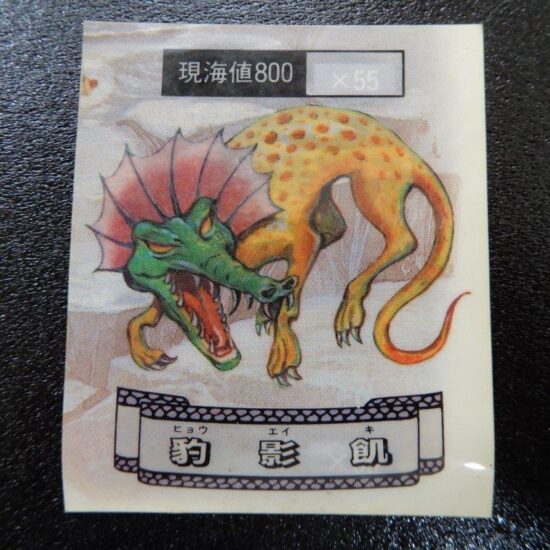 現海値800 ×55
ヒョウ エイ キ
豹影飢